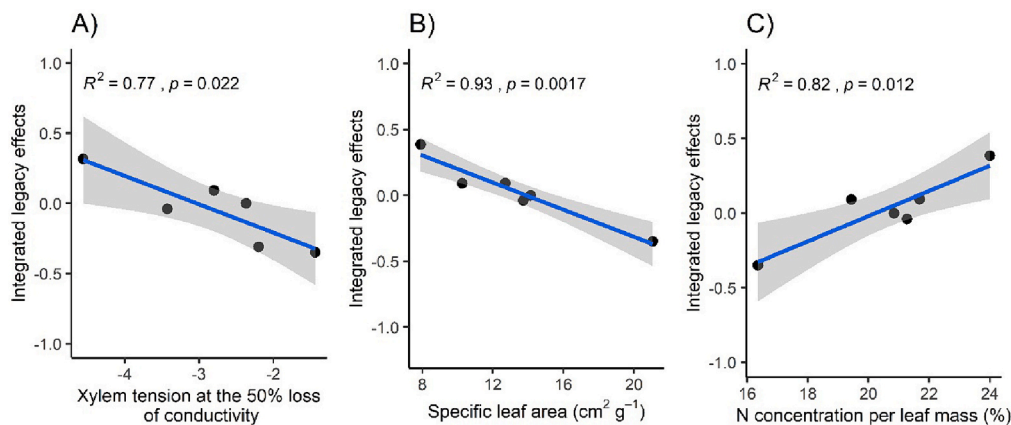 A)
R² = 0.77 , p = 0.022
Integrated legacy effects
1.0
0.5
0.0
-0.5
-1.0
-4
-3
-2
Xylem tension at the 50% loss
of conductivity
B)
R² = 0.93 , p = 0.0017
Integrated legacy effects
1.0
0.5
0.0
-0.5
-1.0
8
12
16
20
Specific leaf area (cm² g⁻¹)
C)
R² = 0.82 , p = 0.012
Integrated legacy effects
1.0
0.5
0.0
-0.5
-1.0
16
18
20
22
24
N concentration per leaf mass (%)